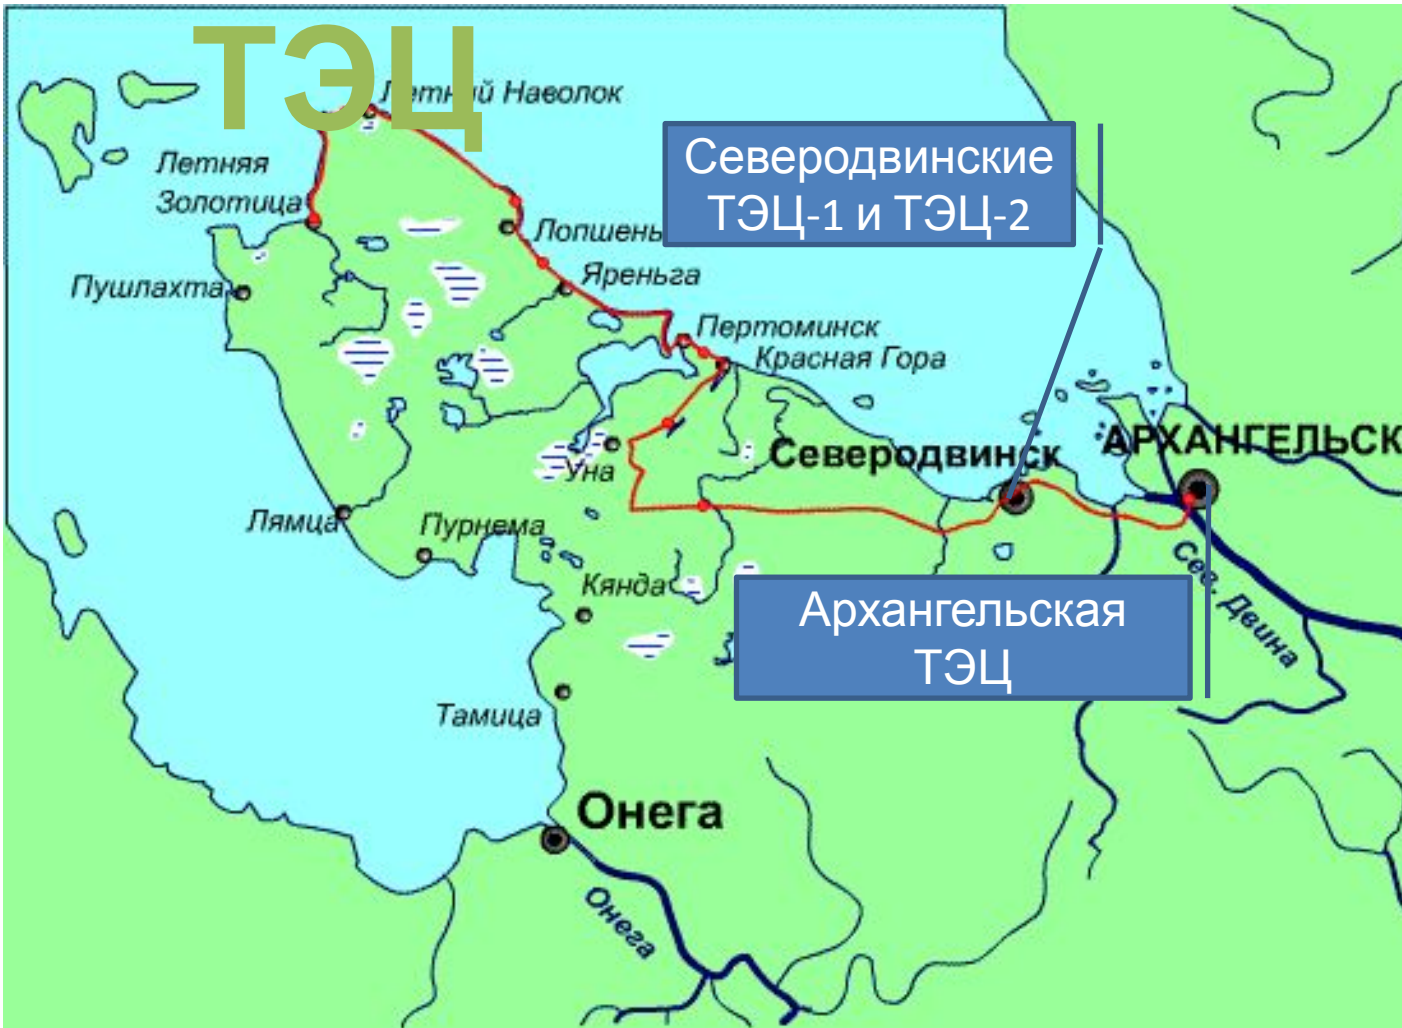 ТЭЦ
Летний Наволок
Северодвинские
ТЭЦ-1 и ТЭЦ-2
Летняя
Золотица
Лопшень
Пушлахта
Яреньга
Пертоминск
Красная Гора
Северодвинск
АРХАНГЕЛЬСК
Уна
Лямца
Пурнема
Кянда
Архангельская
ТЭЦ
Сев. Двина
Тамица
Онега
Онега